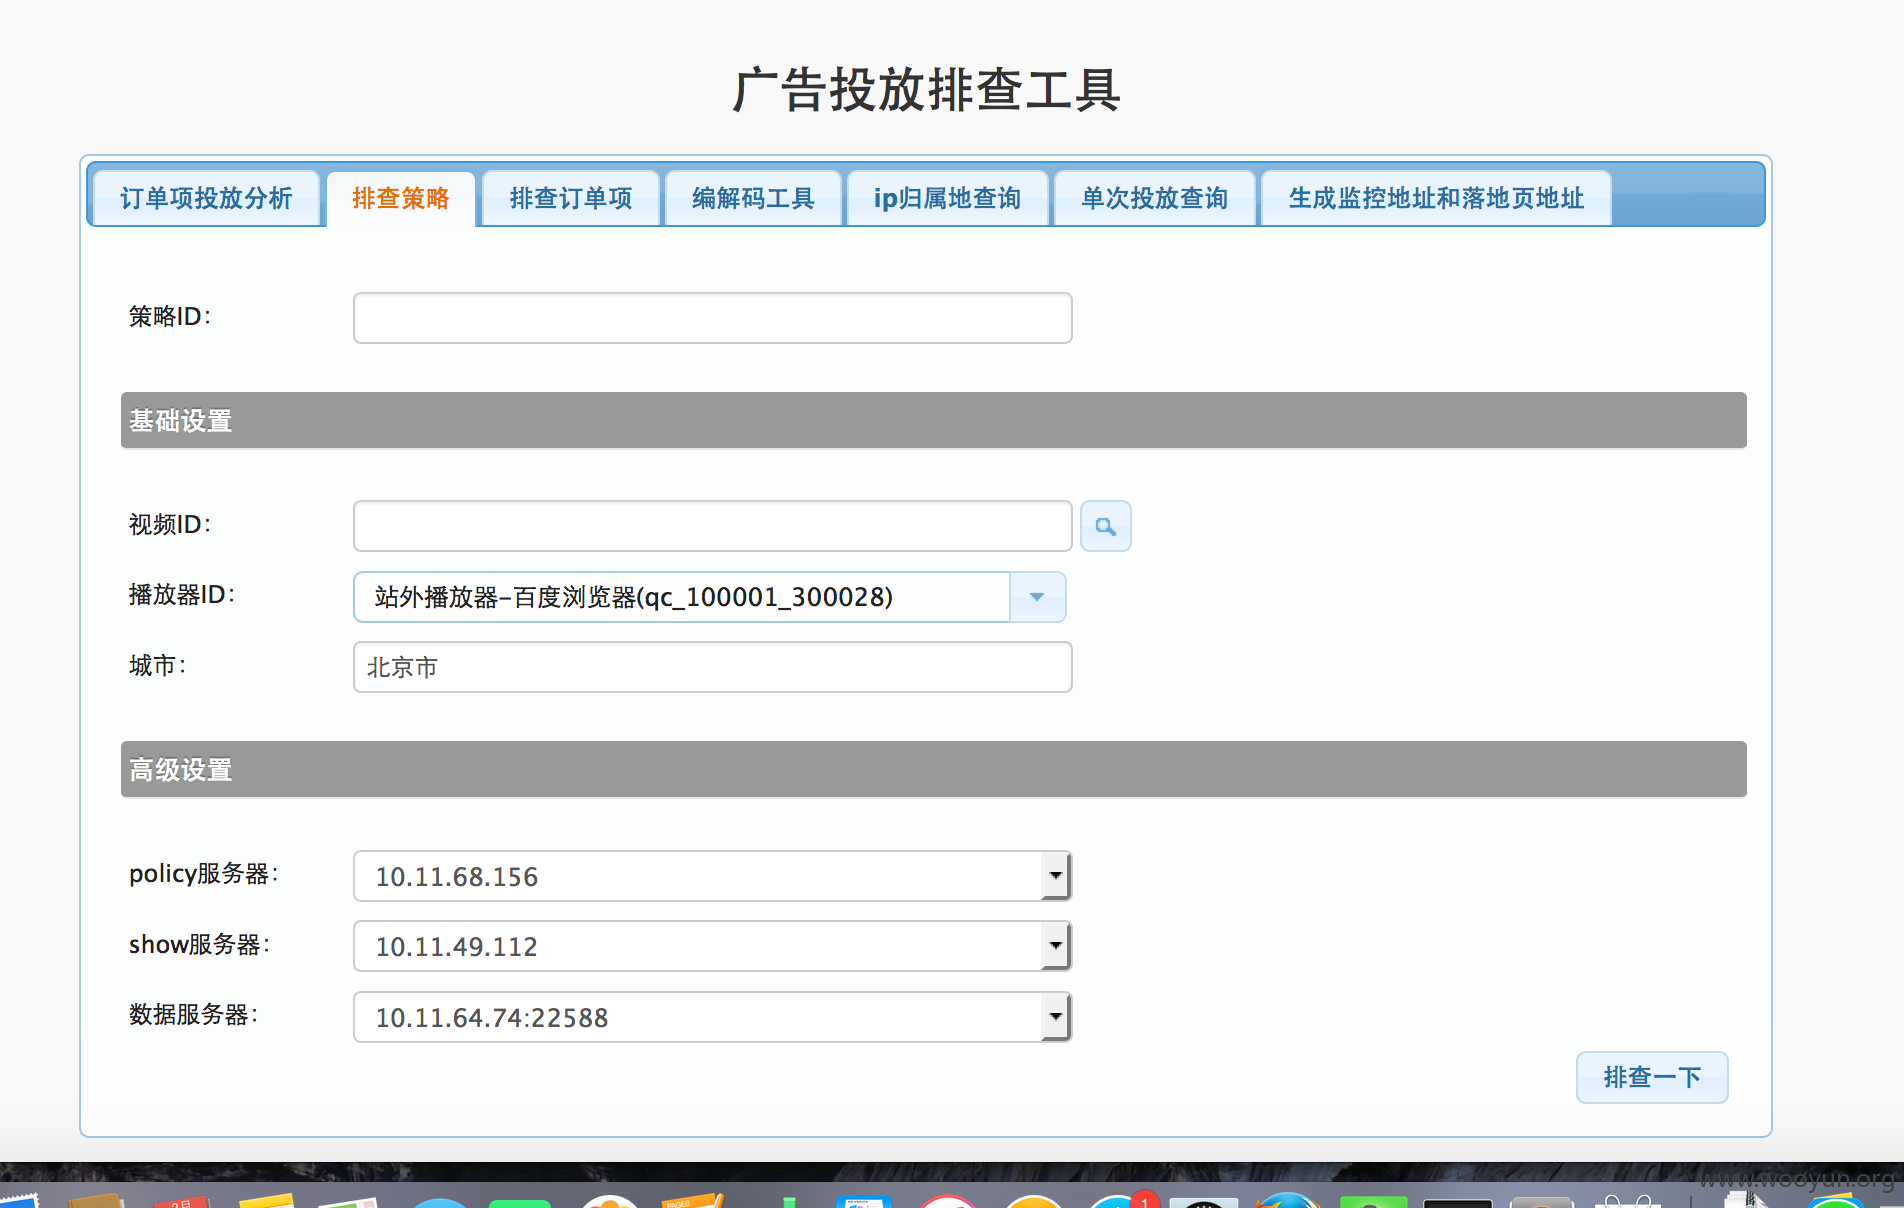 广告投放排查工具
订单项投放分析 排查策略 排查订单项 编解码工具 ip归属地查询 单次投放查询 生成监控地址和落地页地址
策略ID：
基础设置
视频ID：
播放器ID： 站外播放器–百度浏览器(qc_100001_300028)
城市： 北京市
高级设置
policy服务器： 10.11.68.156
show服务器： 10.11.49.112
数据服务器： 10.11.64.74:22588
排查一下
www.wooyun.org
2月
PAGES
1